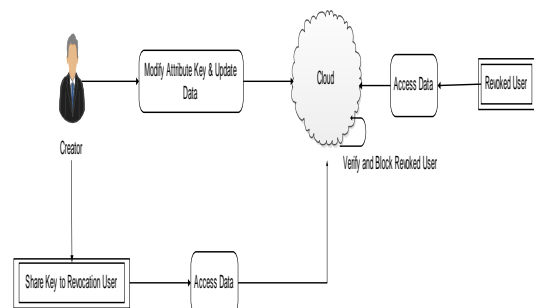 Modify Attribute Key & Update
Data
Cloud
Access Data
Revoked User
Creator
Verify and Block Revoked User
Share Key to Revocation User
Access Data